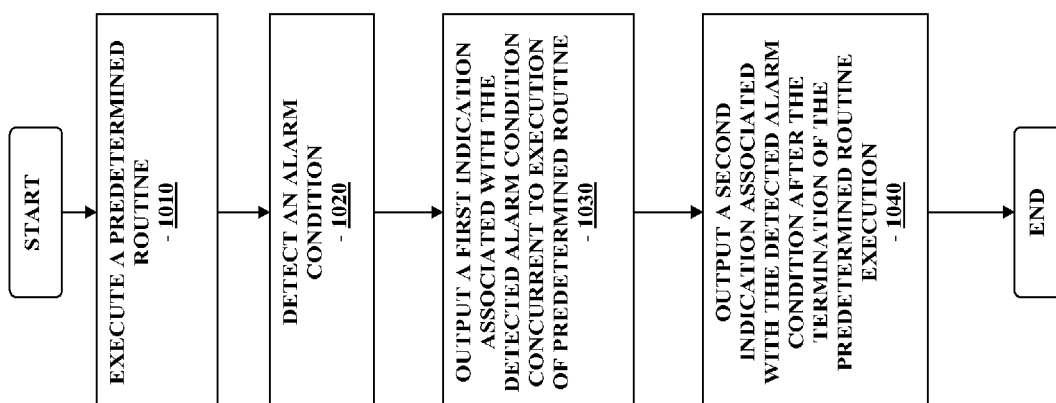 START
EXECUTE A PREDETERMINED
ROUTINE
- 1010
DETECT AN ALARM
CONDITION
- 1020
OUTPUT A FIRST INDICATION
ASSOCIATED WITH THE
DETECTED ALARM CONDITION
CONCURRENT TO EXECUTION
OF PREDETERMINED ROUTINE
- 1030
OUTPUT A SECOND
INDICATION ASSOCIATED
WITH THE DETECTED ALARM
CONDITION AFTER THE
TERMINATION OF THE
PREDETERMINED ROUTINE
EXECUTION
- 1040
END